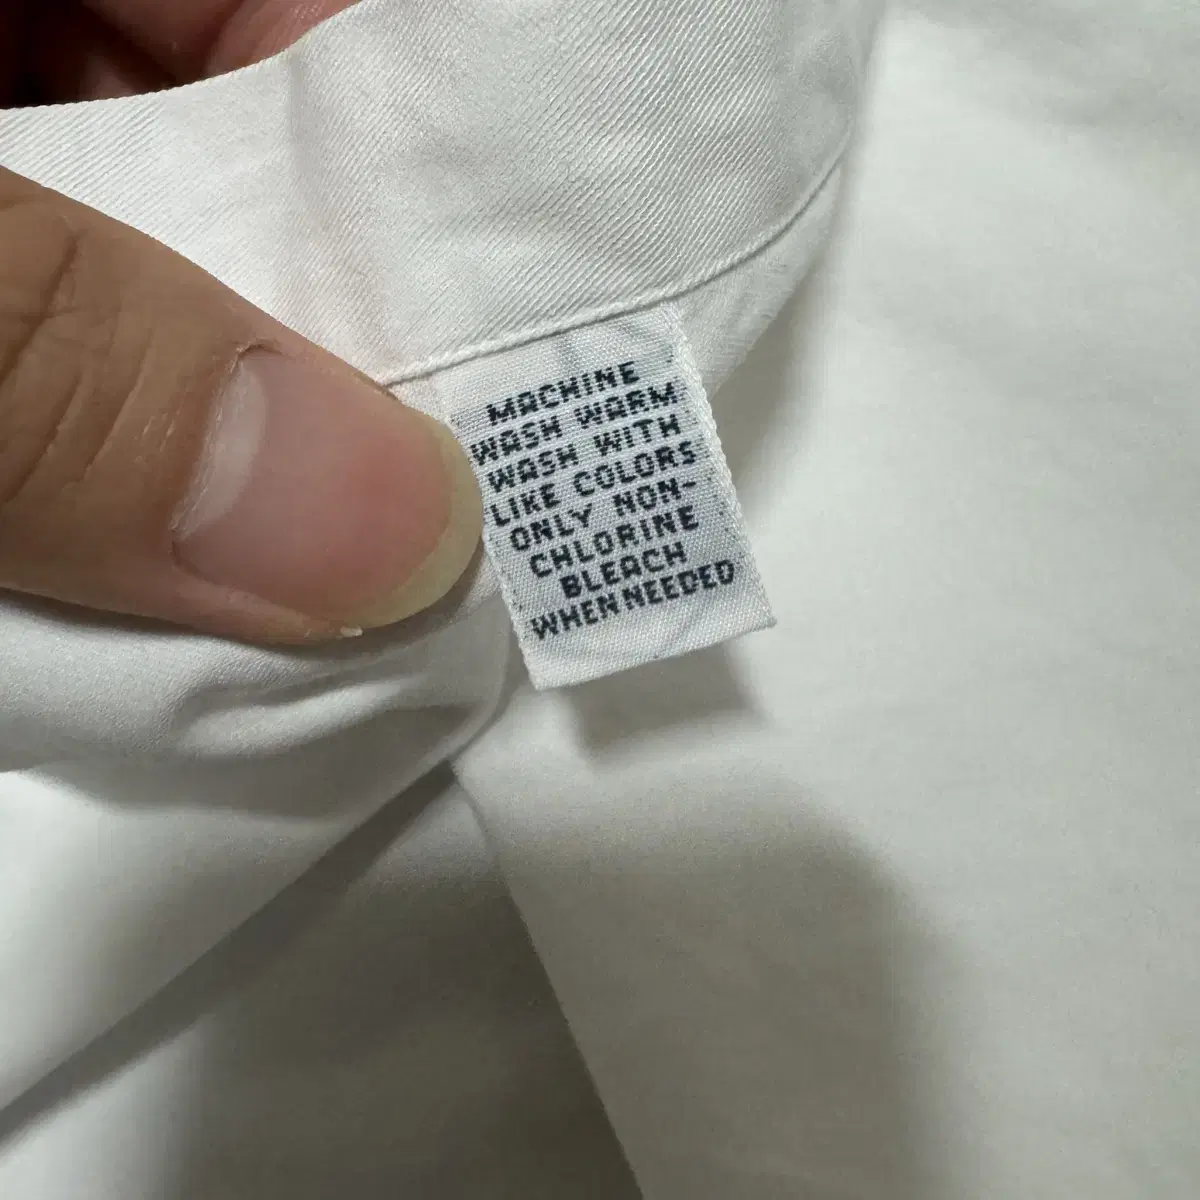 MACHINE
WASH WARM
WASH WITH
LIKE COLORS
ONLY NON-
CHLORINE
BLEACH
WHEN NEEDED